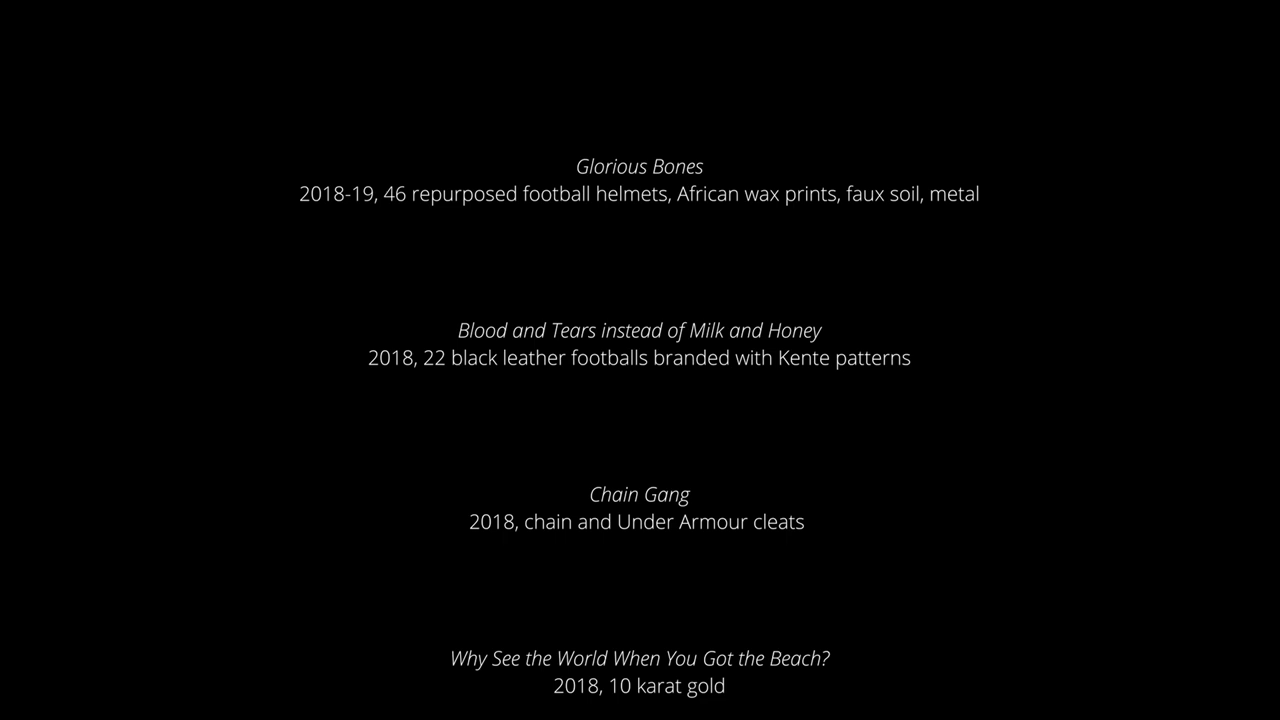 Glorious Bones
2018-19, 46 repurposed football helmets, African wax prints, faux soil, metal
Blood and Tears instead of Milk and Honey
2018, 22 black leather footballs branded with Kente patterns
Chain Gang
2018, chain and Under Armour cleats
Why See the World When You Got the Beach?
2018, 10 karat gold